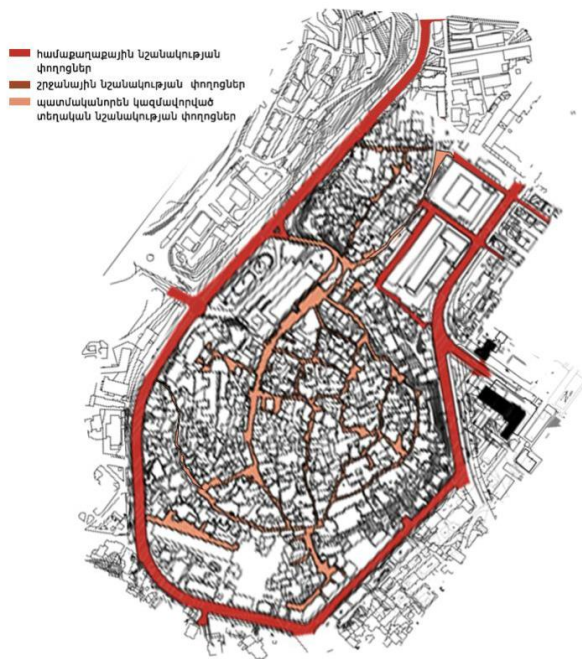 համաքաղաքային նշանակության
փողոցներ
շրջանային նշանակության փողոցներ
պատմականորեն կազմավորված
տեղական նշանակության փողոցներ